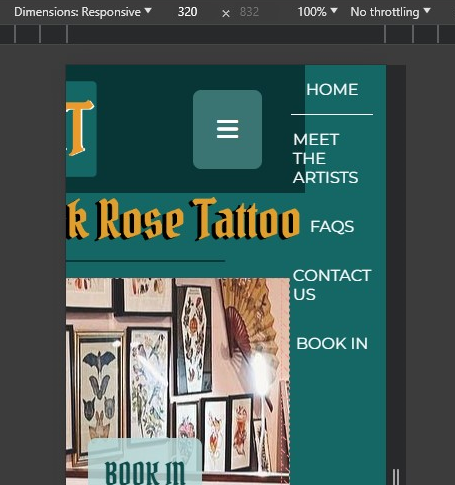 Dimensions: Responsive 320 × 832 100% No throttling
T
HOME
MEET
THE
ARTISTS
k Rose Tattoo
FAQS
CONTACT
US
BOOK IN
BOOK IN